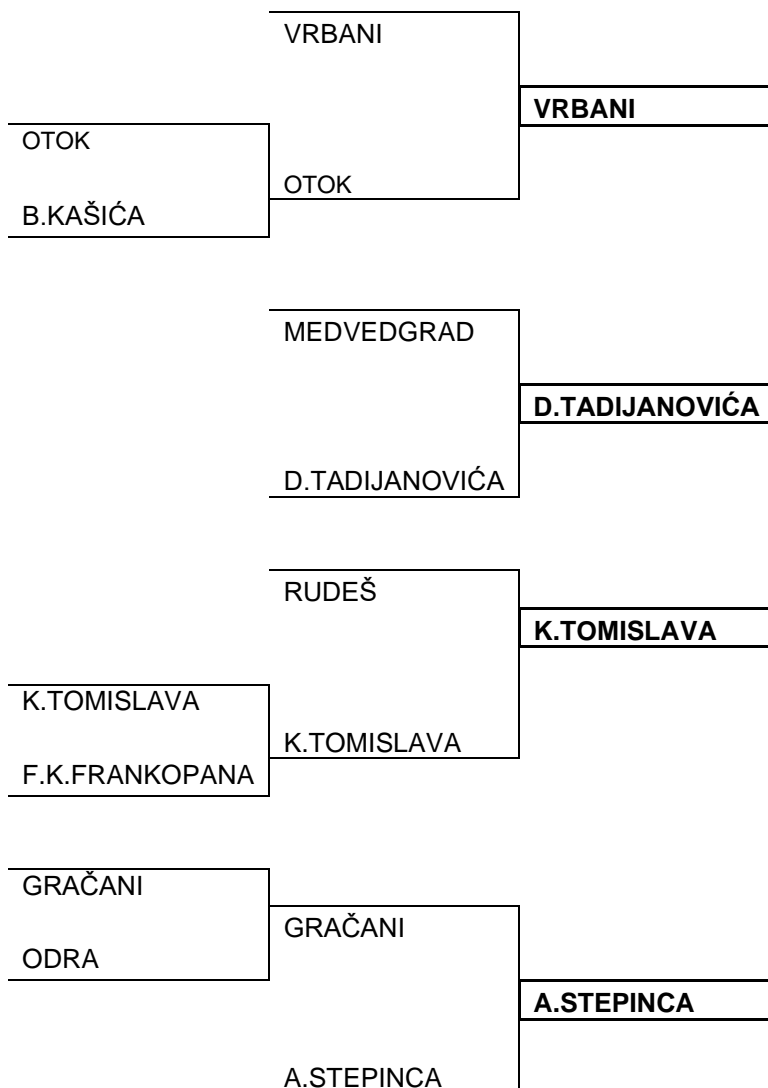 VRBANI
VRBANI
OTOK
OTOK
B.KAŠIĆA
MEDVEDGRAD
D.TADIJANOVIĆA
D.TADIJANOVIĆA
RUDEŠ
K.TOMISLAVA
K.TOMISLAVA
K.TOMISLAVA
F.K.FRANKOPANA
GRAČANI
GRAČANI
ODRA
A.STEPINCA
A.STEPINCA